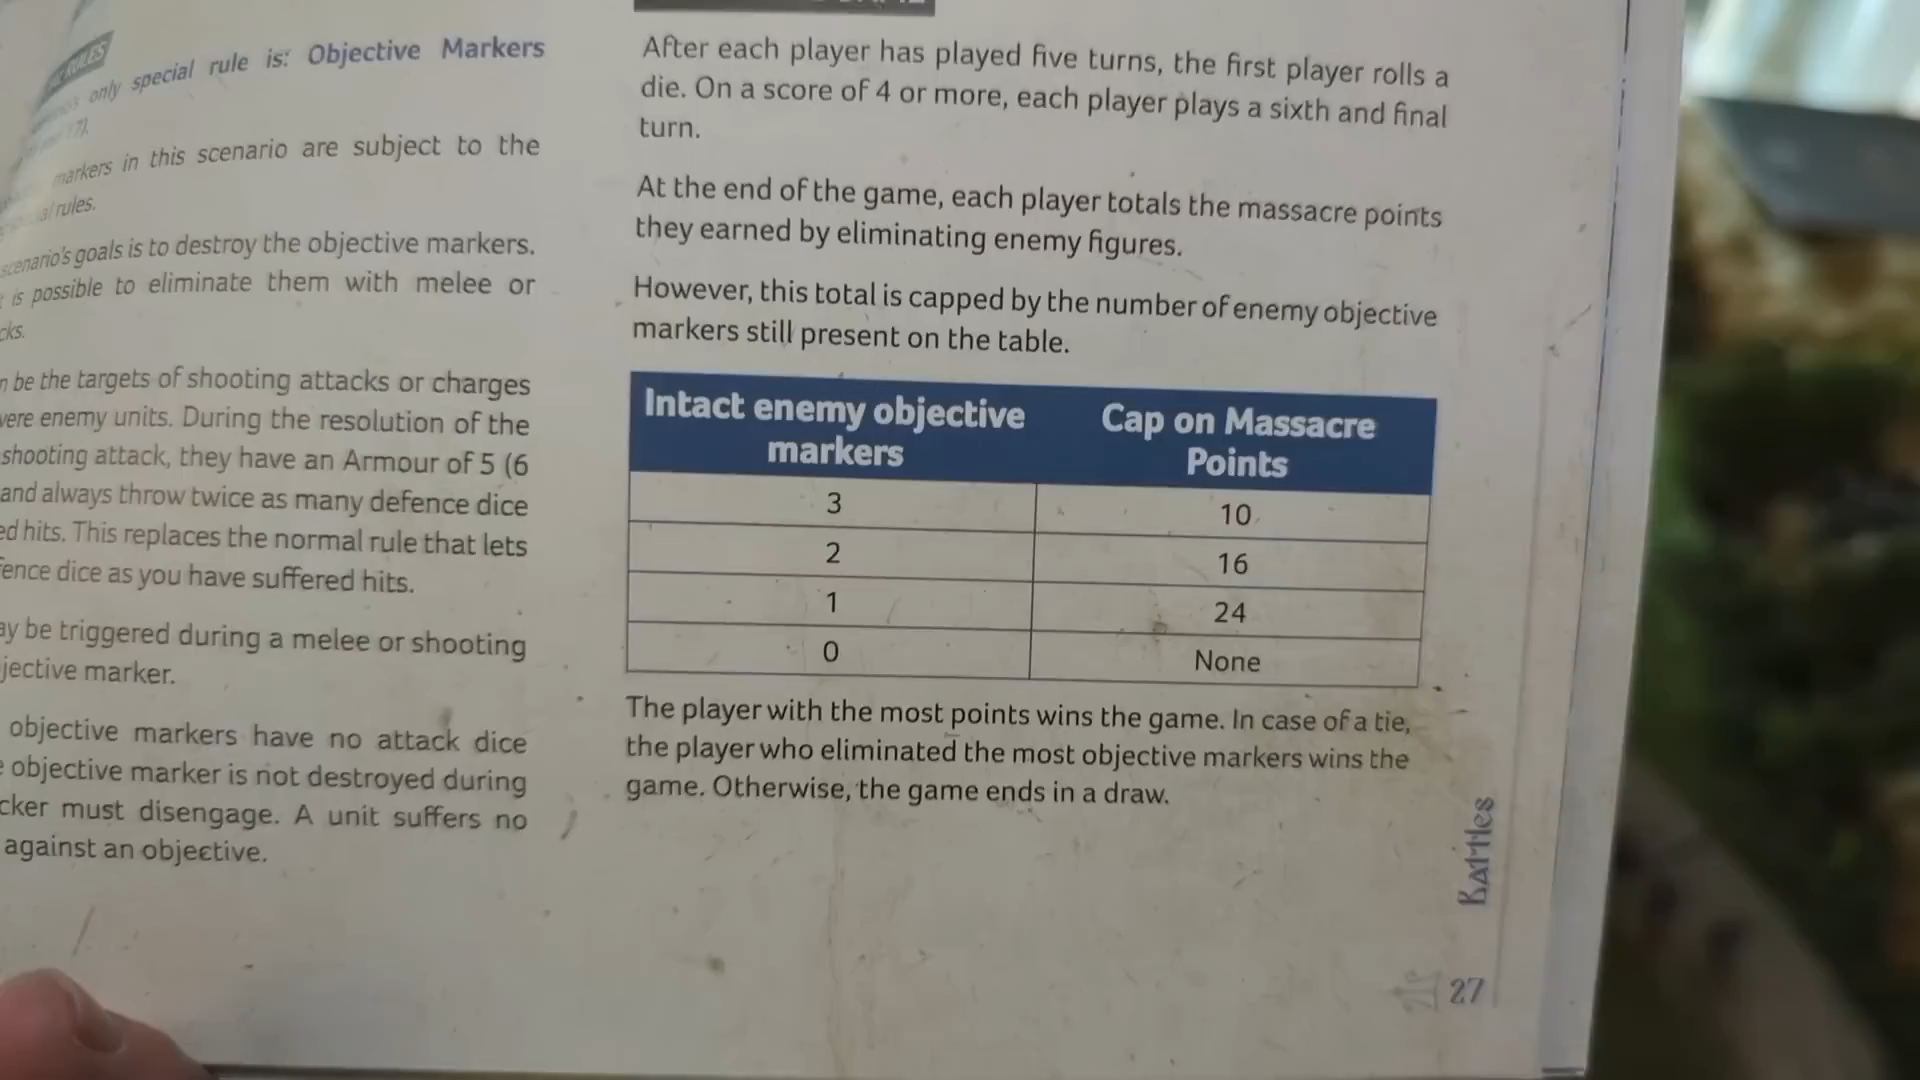 RULES
only special rule is: Objective Markers
17).
markers in this scenario are subject to the
rules.
scenario's goals is to destroy the objective markers.
is possible to eliminate them with melee or
cks.
n be the targets of shooting attacks or charges
were enemy units. During the resolution of the
shooting attack, they have an Armour of 5 (6
and always throw twice as many defence dice
ed hits. This replaces the normal rule that lets
ence dice as you have suffered hits.
ay be triggered during a melee or shooting
jective marker.
objective markers have no attack dice
objective marker is not destroyed during
cker must disengage. A unit suffers no
against an objective.
After each player has played five turns, the first player rolls a
die. On a score of 4 or more, each player plays a sixth and final
turn.
At the end of the game, each player totals the massacre points
they earned by eliminating enemy figures.
However, this total is capped by the number of enemy objective
markers still present on the table.
Intact enemy objective markers Cap on Massacre Points
3 10
2 16
1 24
0 None
The player with the most points wins the game. In case of a tie,
the player who eliminated the most objective markers wins the
game. Otherwise, the game ends in a draw.
Battles
27